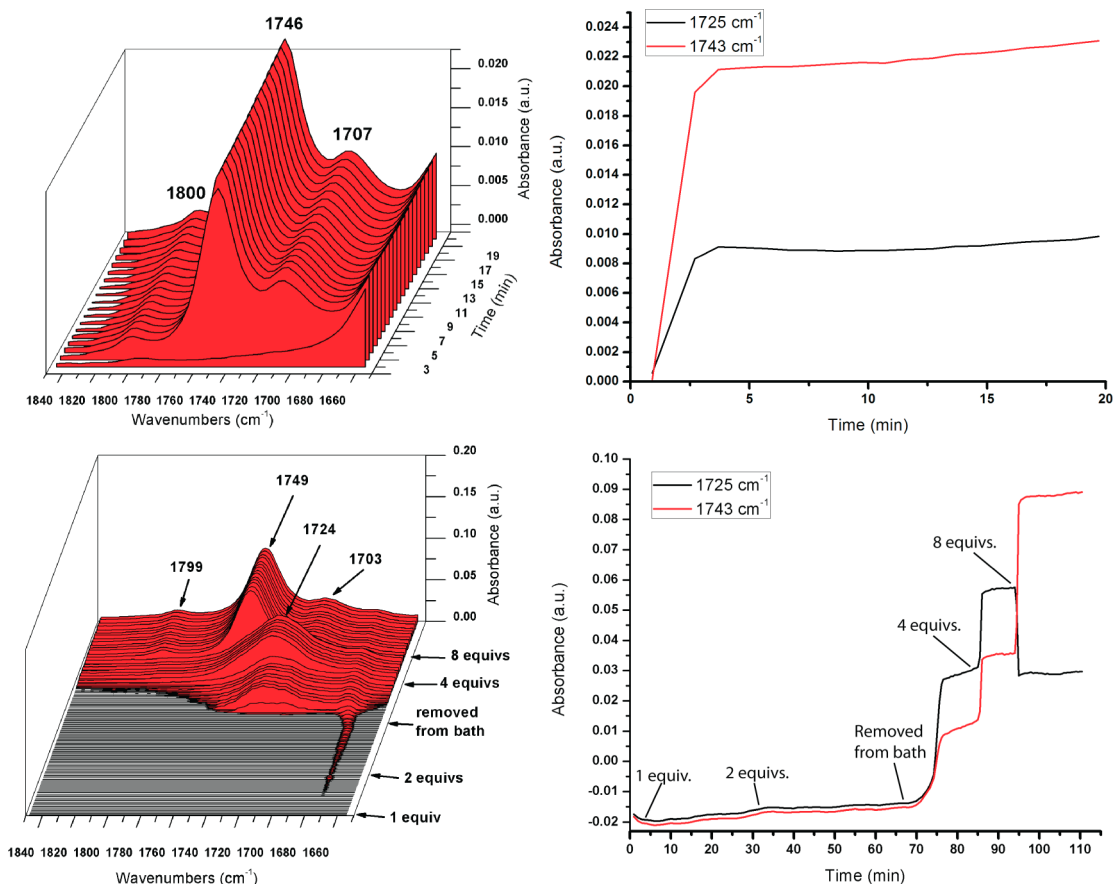 1746
1707
1800
0.020
0.015
0.010
0.005
0.000
Absorbance (a.u.)
19
17
15
13
11
9
7
5
3
Time (min)
1840 1820 1800 1780 1760 1740 1720 1700 1680 1660
Wavenumbers (cm⁻¹)
1725 cm⁻¹
1743 cm⁻¹
0.024
0.022
0.020
0.018
0.016
0.014
0.012
0.010
0.008
0.006
0.004
0.002
0.000
Absorbance (a.u.)
0 5 10 15 20
Time (min)
1749
1724
1799
1703
0.20
0.15
0.10
0.05
0.00
Absorbance (a.u.)
8 equivs
4 equivs
removed
from bath
2 equivs
1 equiv
1840 1820 1800 1780 1760 1740 1720 1700 1680 1660
Wavenumbers (cm⁻¹)
1725 cm⁻¹
1743 cm⁻¹
0.10
0.09
0.08
0.07
0.06
0.05
0.04
0.03
0.02
0.01
0.00
-0.01
-0.02
Absorbance (a.u.)
8 equivs.
4 equivs.
Removed
from bath
1 equiv.
2 equivs.
0 10 20 30 40 50 60 70 80 90 100 110
Time (min)